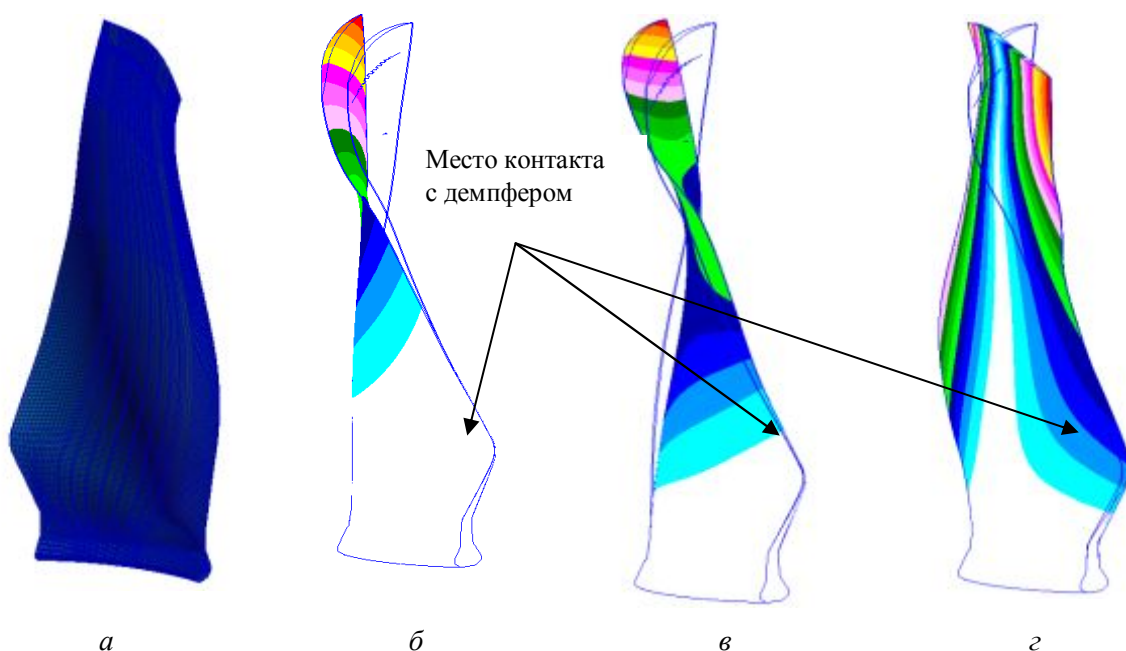 Место контакта
с демпфером
а
б
в
г